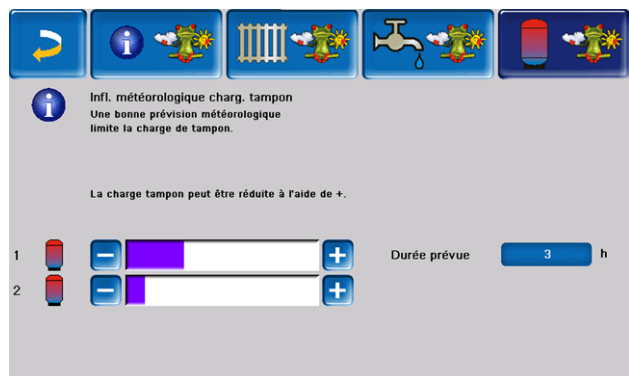 Infl. météorologique charg. tampon
Une bonne prévision météorologique
limite la charge de tampon.
La charge tampon peut être réduite à l'aide de +.
1
Durée prévue 3 h
2